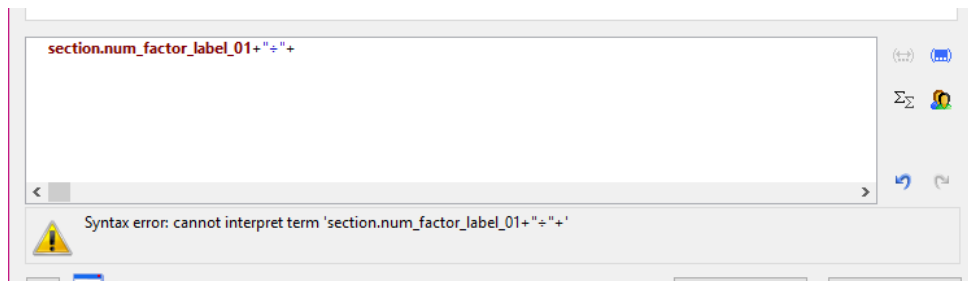 section.num_factor_label_01+"÷"+
Syntax error: cannot interpret term 'section.num_factor_label_01+"÷"+'